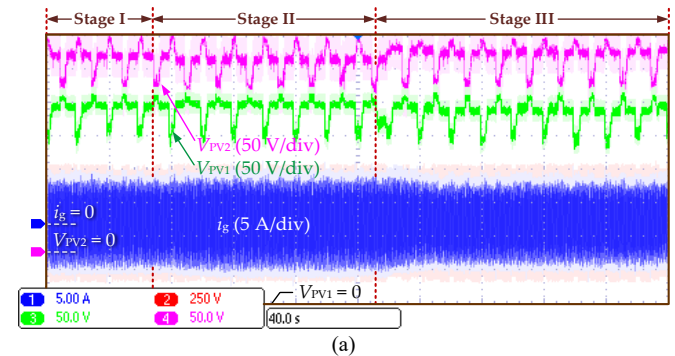 Stage I Stage II Stage III
VPV2 (50 V/div)
VPV1 (50 V/div)
ig = 0
ig (5 A/div)
VPV2 = 0
VPV1 = 0
1 5.00 A 2 250 V
3 50.0 V 4 50.0 V 40.0 s
(a)